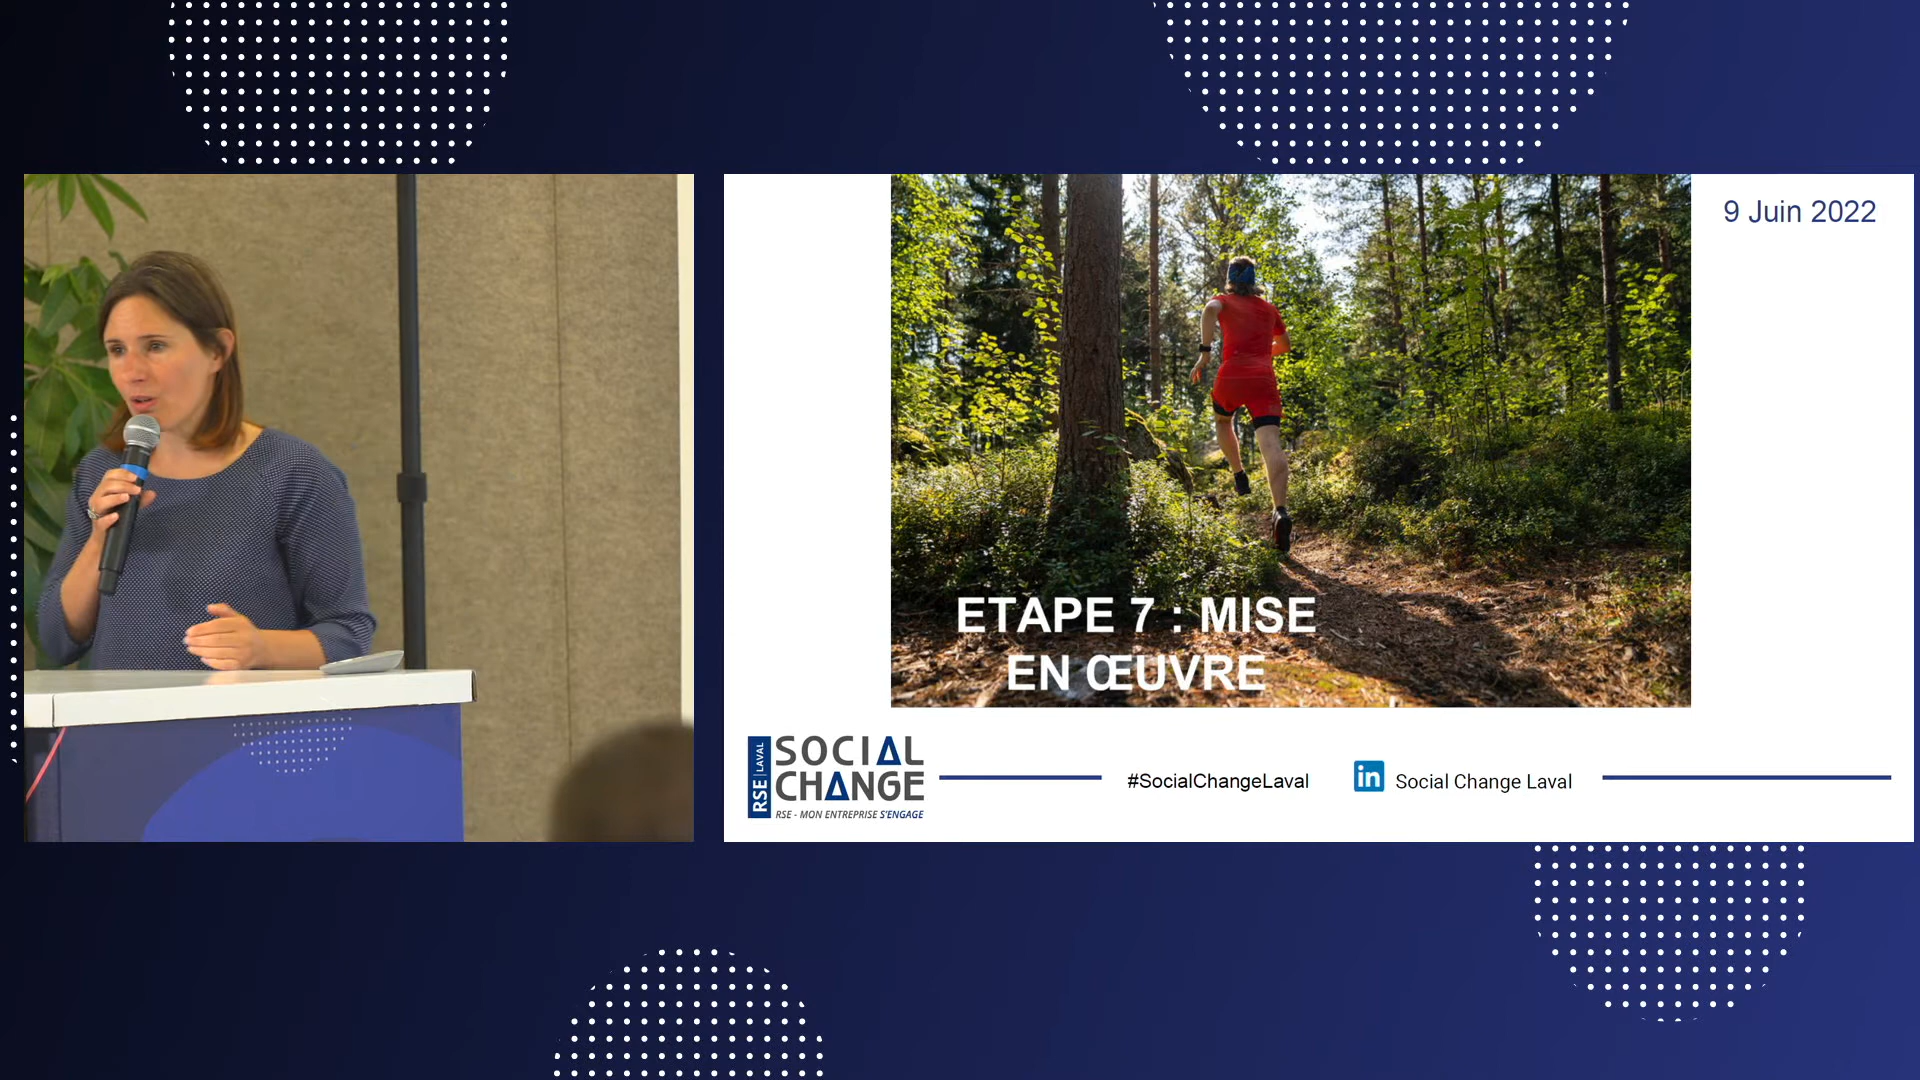 9 Juin 2022
ETAPE 7 : MISE
EN ŒUVRE
RSE | LAVAL
SOCIAL
CHANGE
RSE - MON ENTREPRISE S'ENGAGE
#SocialChangeLaval
in
Social Change Laval